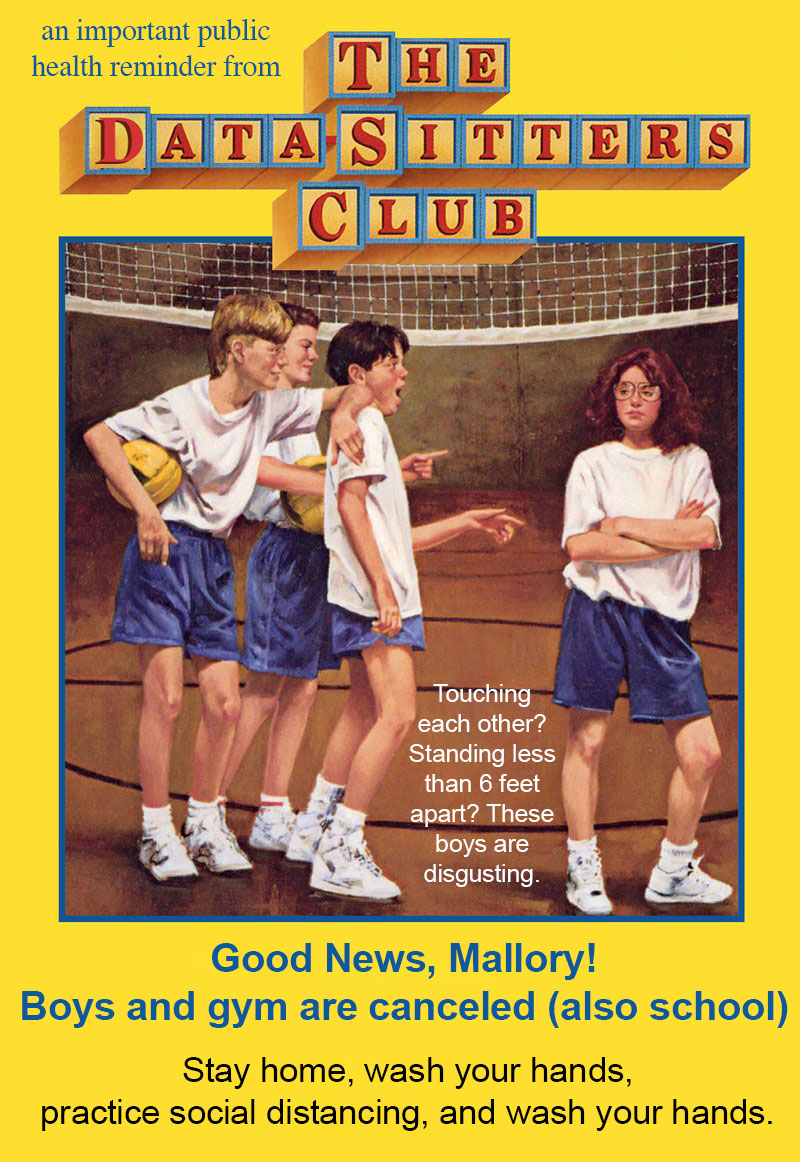 an important public
health reminder from
THE
DATA SITTERS
CLUB
Touching
each other?
Standing less
than 6 feet
apart? These
boys are
disgusting.
Good News, Mallory!
Boys and gym are canceled (also school)
Stay home, wash your hands,
practice social distancing, and wash your hands.